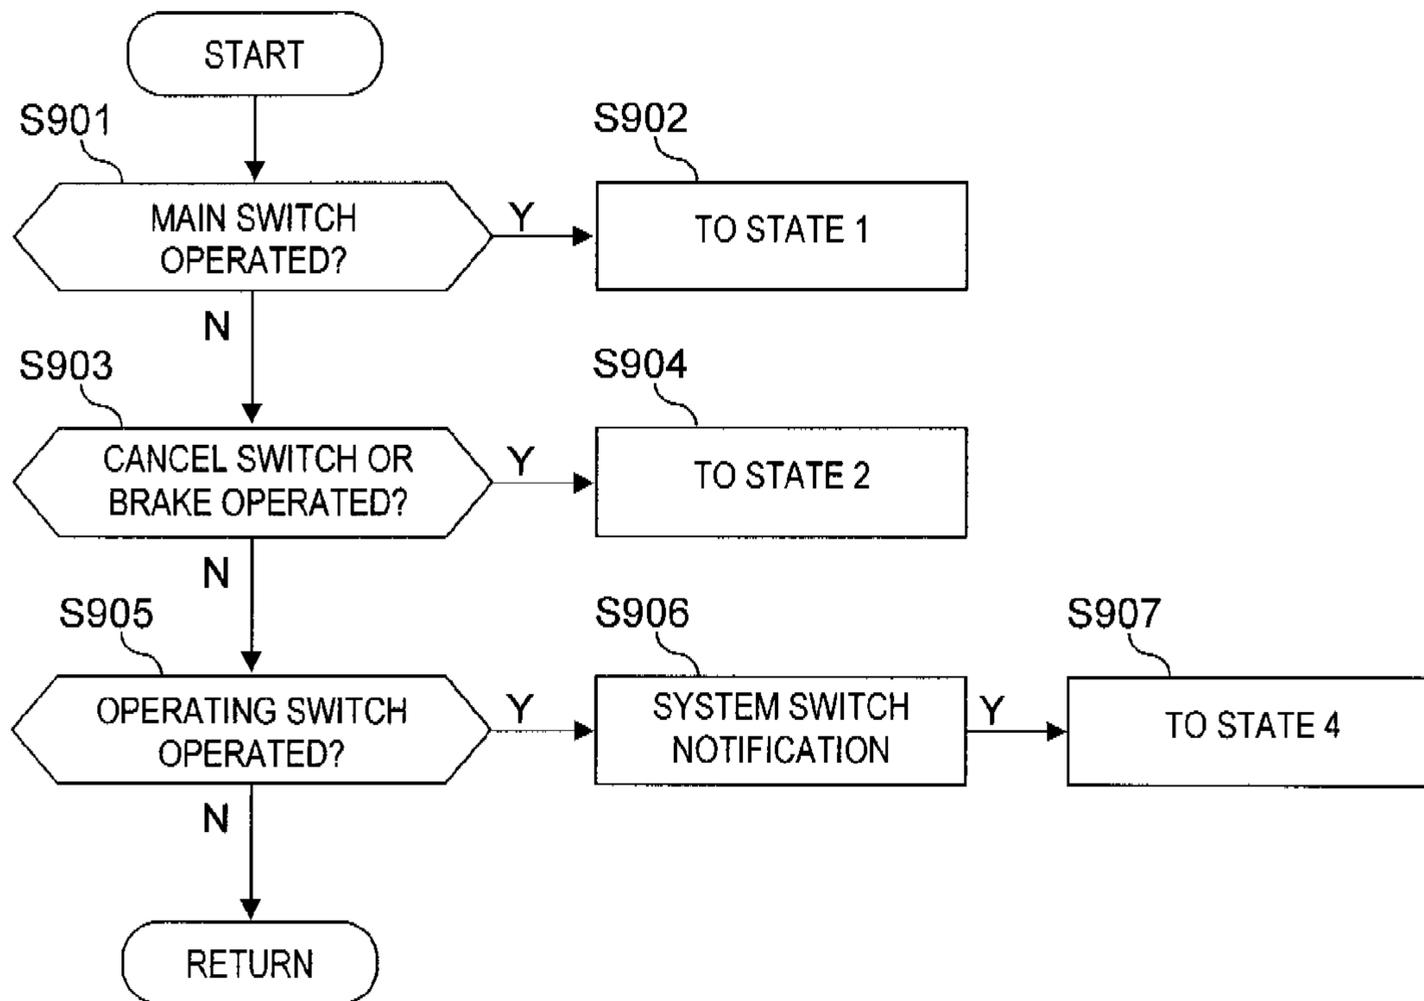 START
S901
S902
MAIN SWITCH
OPERATED?
Y
TO STATE 1
N
S903
S904
CANCEL SWITCH OR
BRAKE OPERATED?
Y
TO STATE 2
N
S905
S906
S907
OPERATING SWITCH
OPERATED?
Y
SYSTEM SWITCH
NOTIFICATION
Y
TO STATE 4
N
RETURN